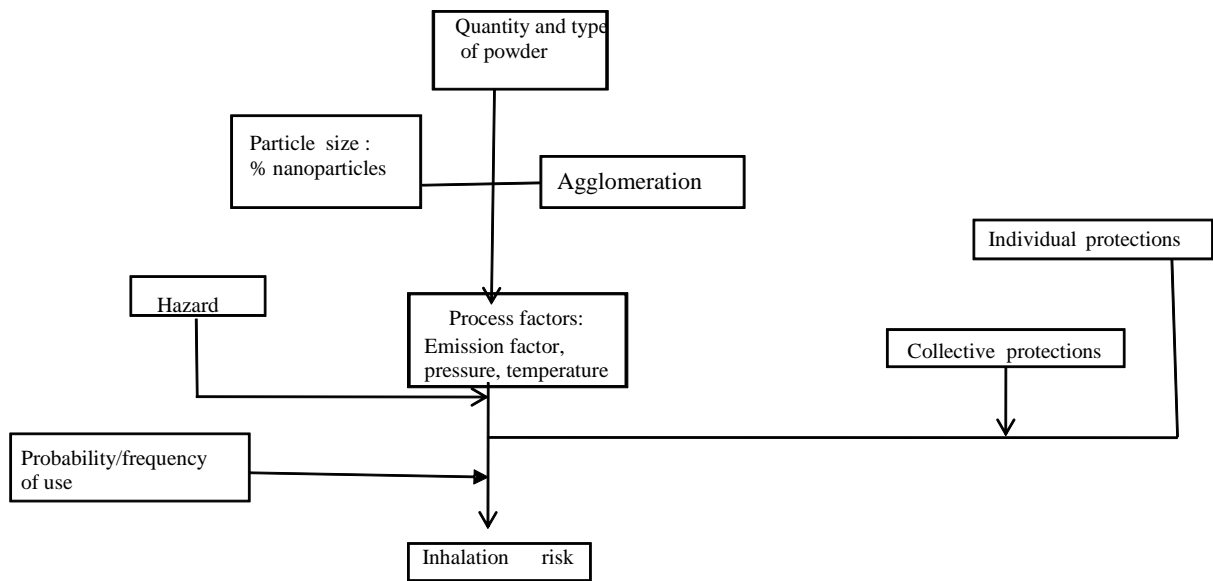 Quantity and type
of powder
Particle size :
% nanoparticles
Agglomeration
Individual protections
Hazard
Process factors:
Emission factor,
pressure, temperature
Collective protections
Probability/frequency
of use
Inhalation risk